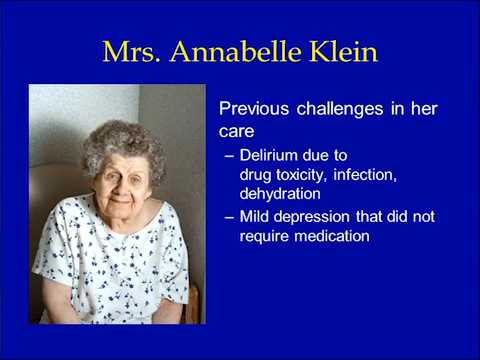 Mrs. Annabelle Klein
Previous challenges in her
care
– Delirium due to
drug toxicity, infection,
dehydration
– Mild depression that did not
require medication